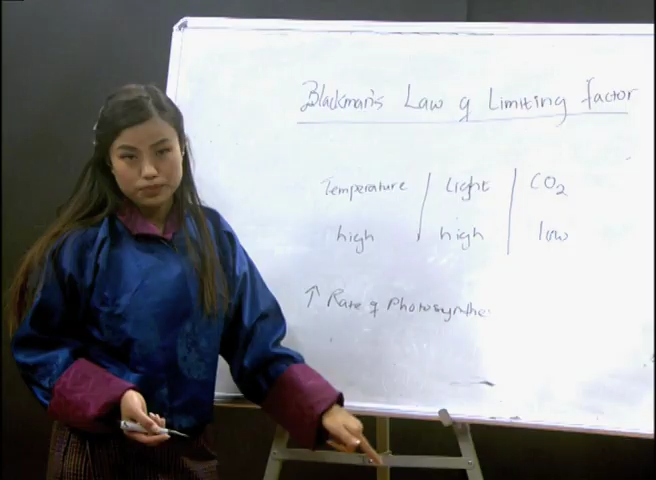 Blackman's Law of Limiting factor
Temperature | Light | CO2
high | high | low
↑ Rate of Photosynthe